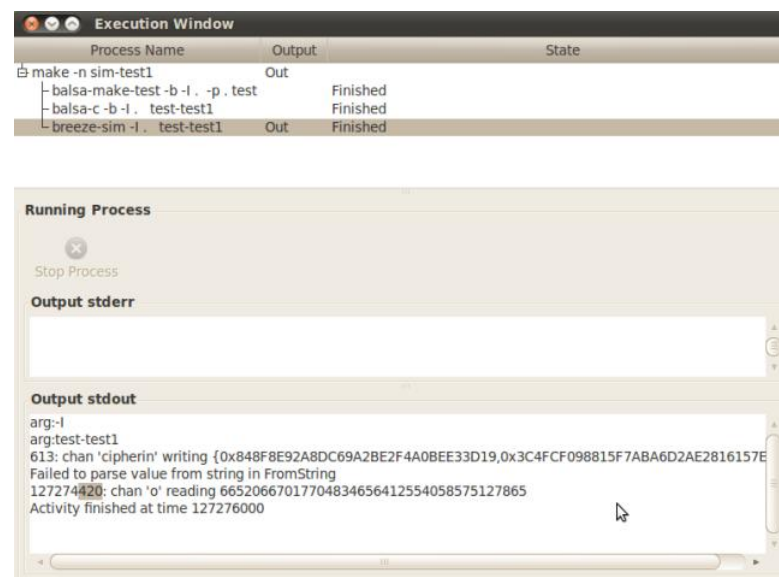 Execution Window
Process Name Output State
make -n sim-test1 Out
balsa-make-test -b -I . -p . test Finished
balsa-c -b -I . test-test1 Finished
breeze-sim -I . test-test1 Out Finished
Running Process
Stop Process
Output stderr
Output stdout
arg:-I
arg:test-test1
613: chan 'cipherin' writing {0x848F8E92A8DC69A2BE2F4A0BEE33D19,0x3C4FCF098815F7ABA6D2AE2816157E
Failed to parse value from string in FromString
127274420: chan 'o' reading 66520667017704834656412554058575127865
Activity finished at time 127276000